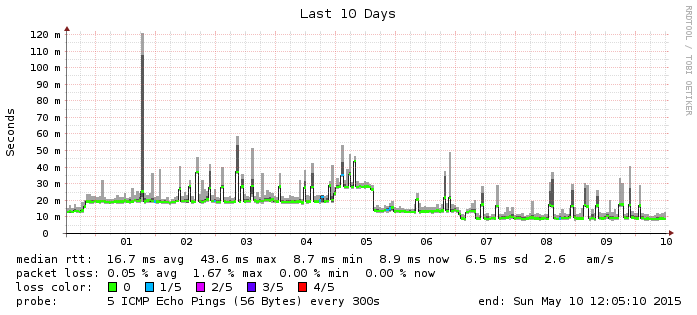 Last 10 Days
RRDTOOL / TOBI OETIKER
Seconds
120 m
110 m
100 m
90 m
80 m
70 m
60 m
50 m
40 m
30 m
20 m
10 m
0
01 02 03 04 05 06 07 08 09 10
median rtt: 16.7 ms avg 43.6 ms max 8.7 ms min 8.9 ms now 6.5 ms sd 2.6 am/s
packet loss: 0.05 % avg 1.67 % max 0.00 % min 0.00 % now
loss color: 0 1/5 2/5 3/5 4/5
probe: 5 ICMP Echo Pings (56 Bytes) every 300s end: Sun May 10 12:05:10 2015